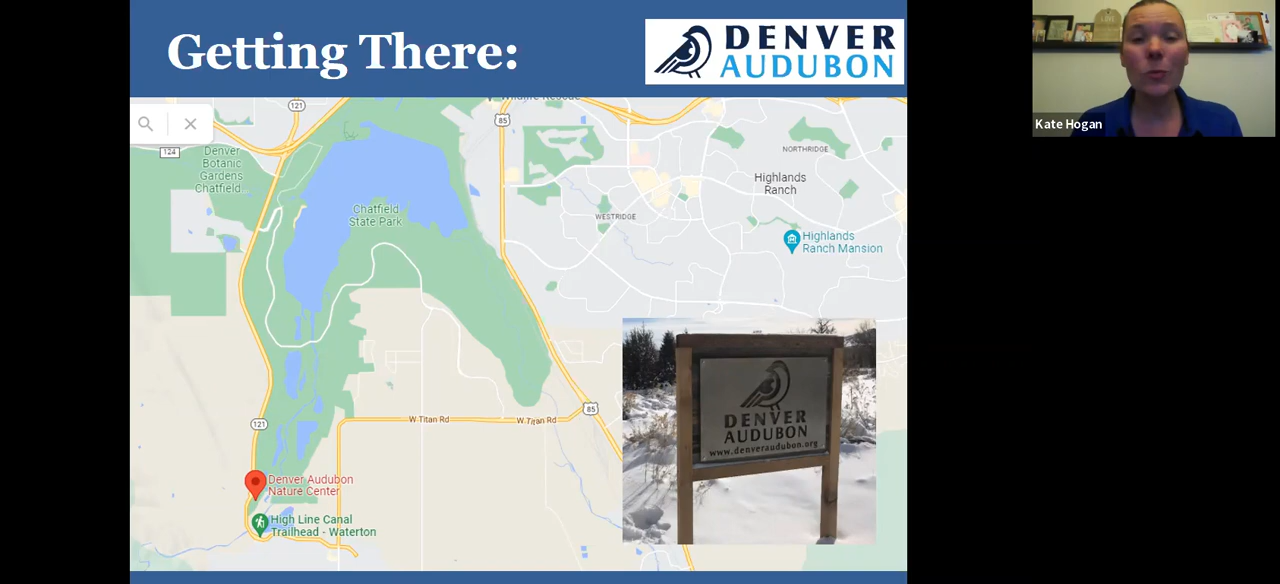 Getting There:
DENVER
AUDUBON
Kate Hogan
121
85
Wildlife Rescue
124
Denver
Botanic
Gardens
Chatfield...
NORTHRIDGE
Highlands
Ranch
Chatfield
State Park
WESTRIDGE
Highlands
Ranch Mansion
85
W Titan Rd
W Titan Rd
121
Denver Audubon
Nature Center
High Line Canal
Trailhead - Waterton
DENVER
AUDUBON
www.denveraudubon.org